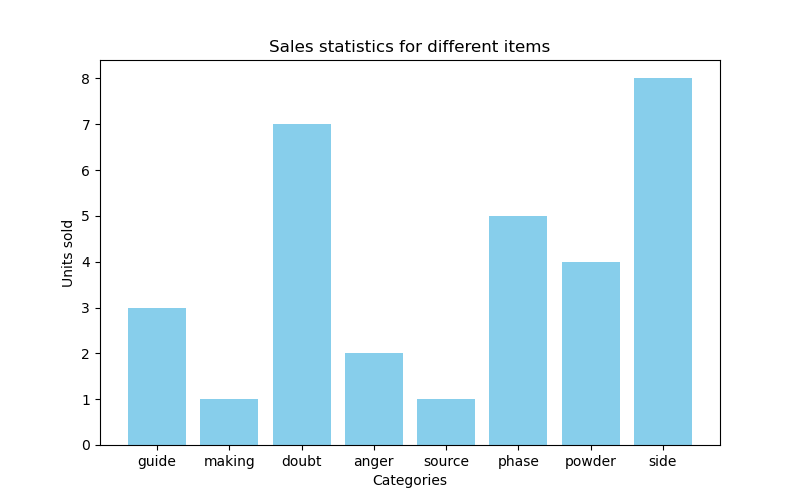 Sales statistics for different items
Units sold
8
7
6
5
4
3
2
1
0
guide making doubt anger source phase powder side
Categories